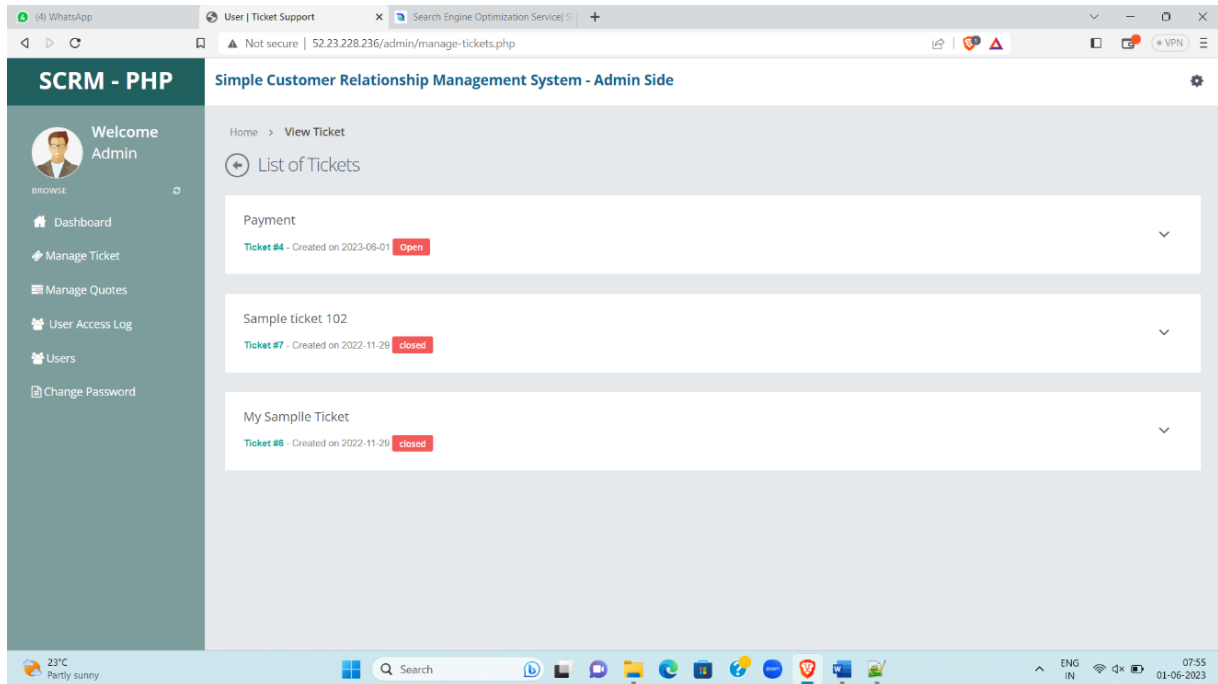 (4) WhatsApp
User | Ticket Support
Search Engine Optimization Service| S
Not secure | 52.23.228.236/admin/manage-tickets.php
VPN
SCRM - PHP
Simple Customer Relationship Management System - Admin Side
Welcome
Admin
BROWSE
Dashboard
Manage Ticket
Manage Quotes
User Access Log
Users
Change Password
Home > View Ticket
List of Tickets
Payment
Ticket #4 - Created on 2023-06-01 Open
Sample ticket 102
Ticket #7 - Created on 2022-11-29 closed
My Samplle Ticket
Ticket #6 - Created on 2022-11-29 closed
23°C
Partly sunny
Search
zoom
ENG
IN
07:55
01-06-2023